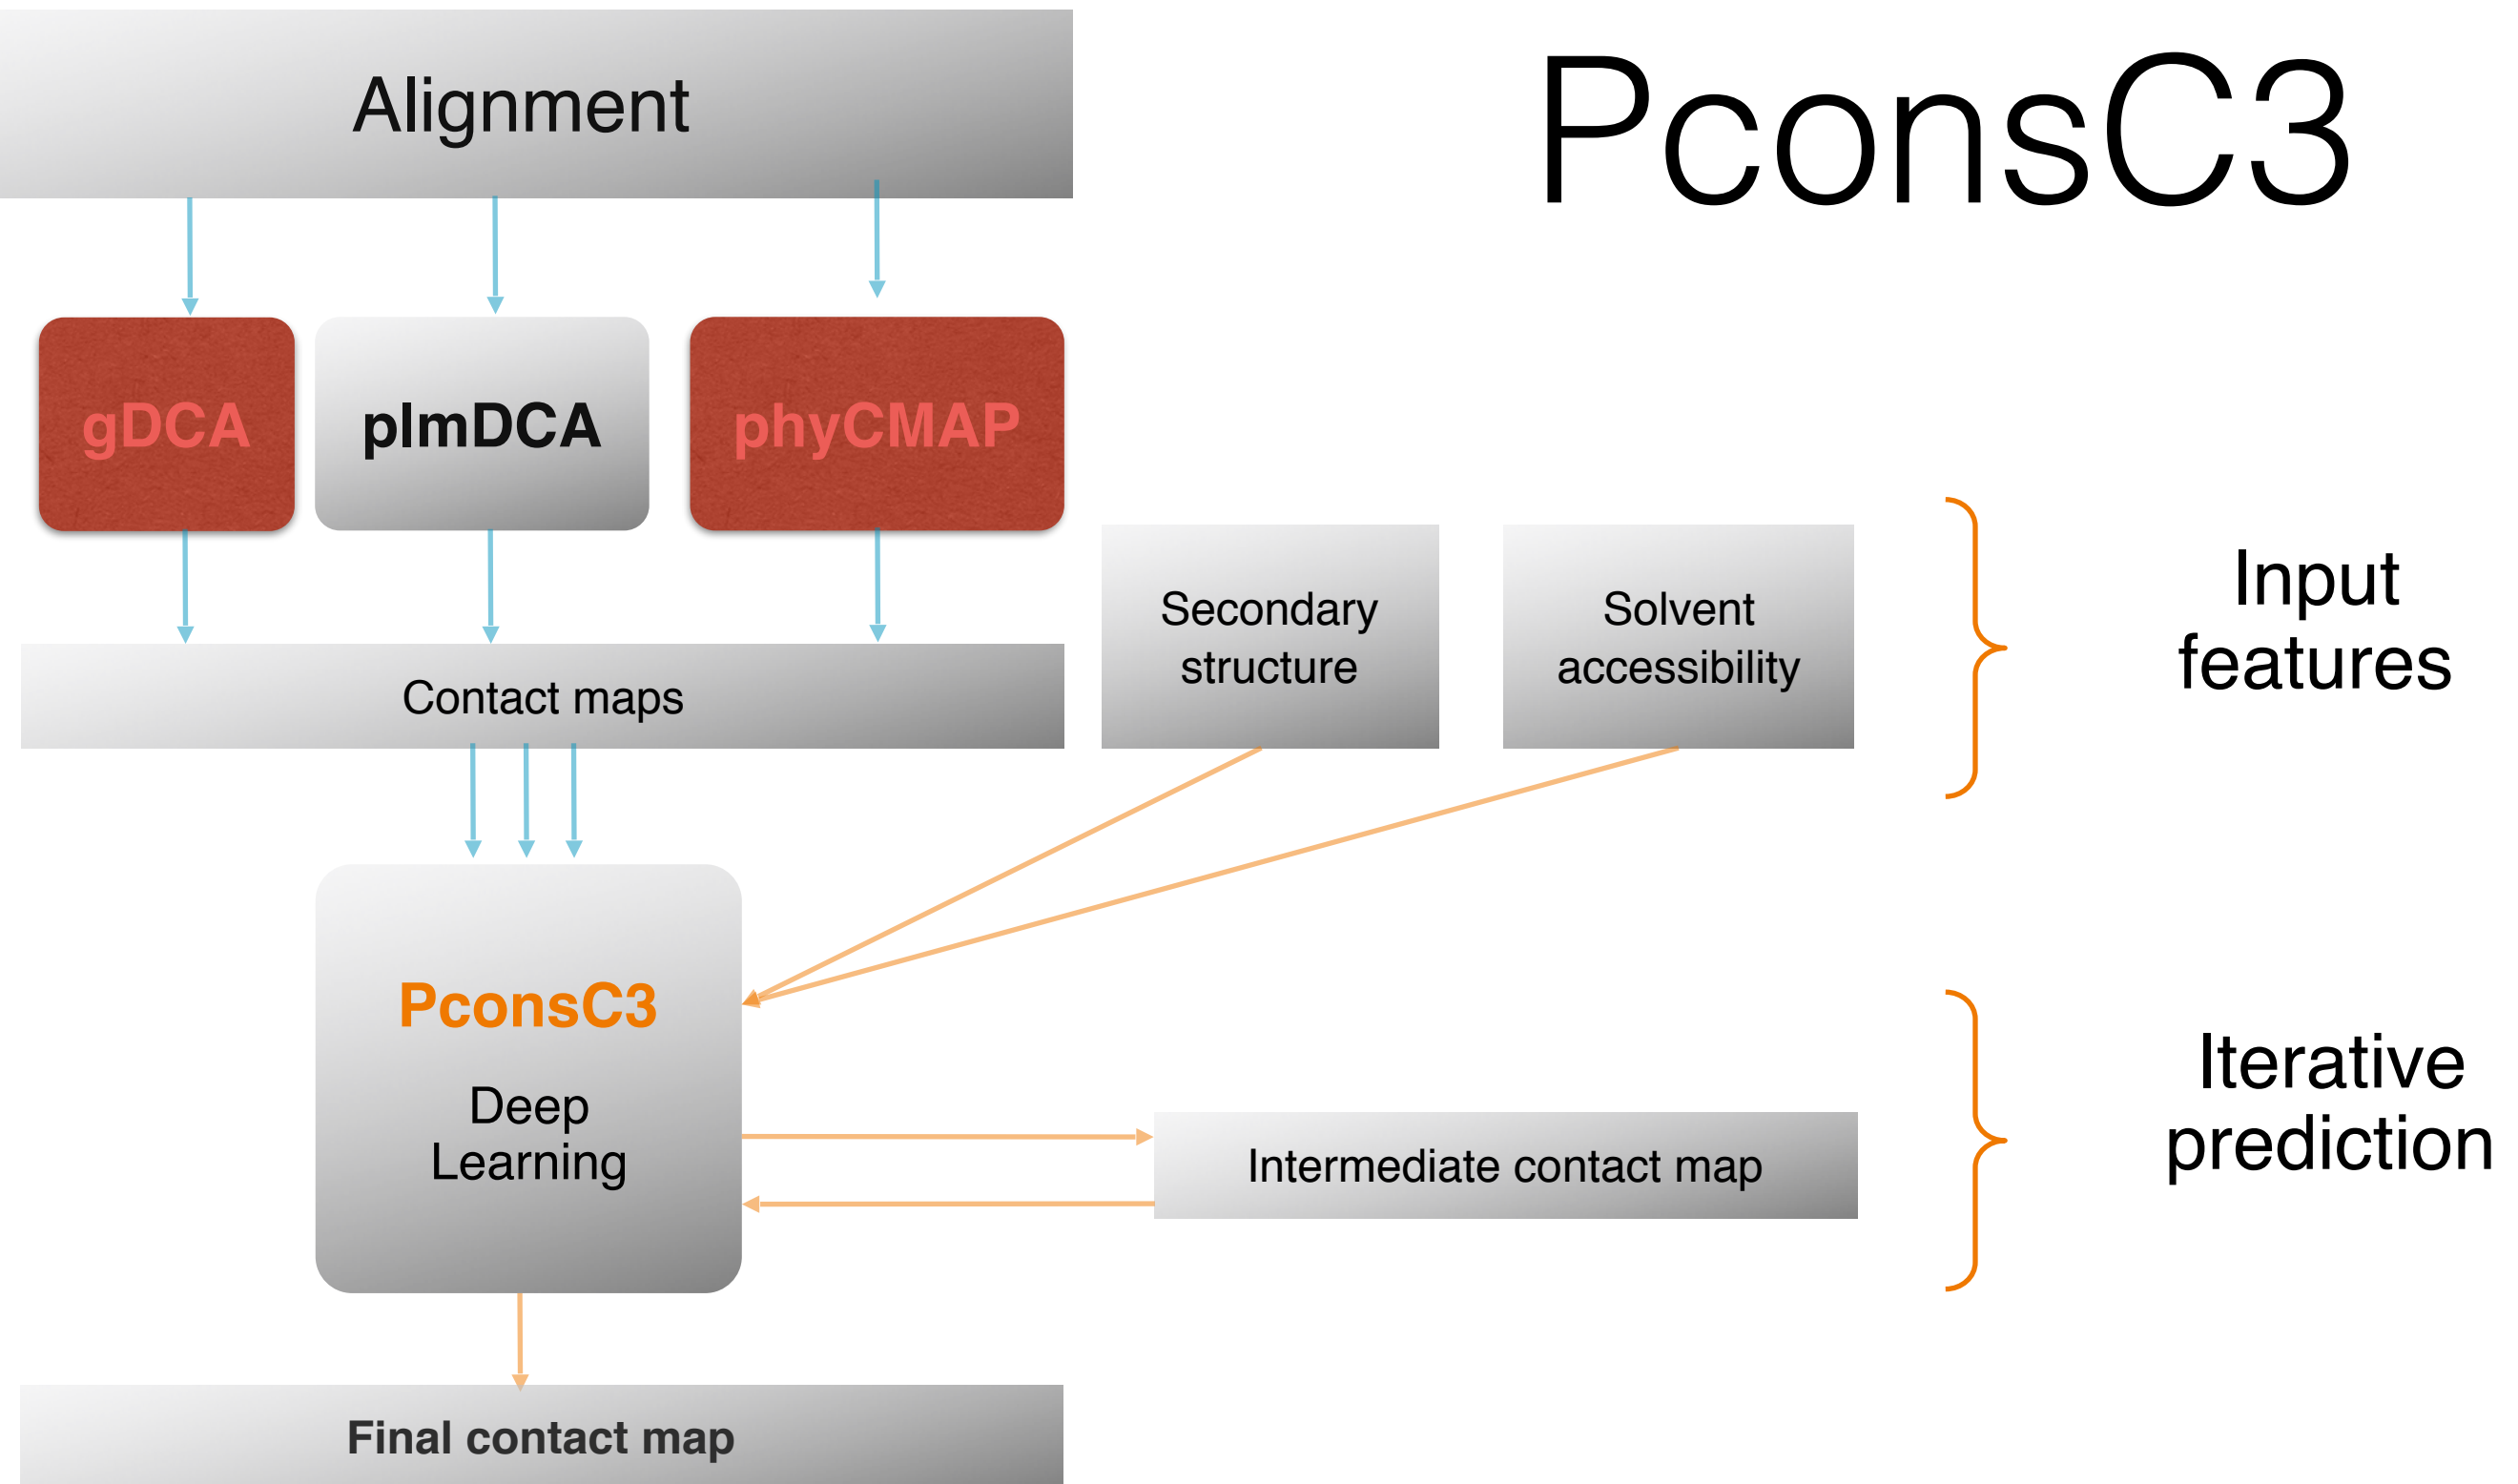 PconsC3
Alignment
gDCA
plmDCA
phyCMAP
Contact maps
Secondary
structure
Solvent
accessibility
Input
features
PconsC3
Deep
Learning
Intermediate contact map
Iterative
prediction
Final contact map